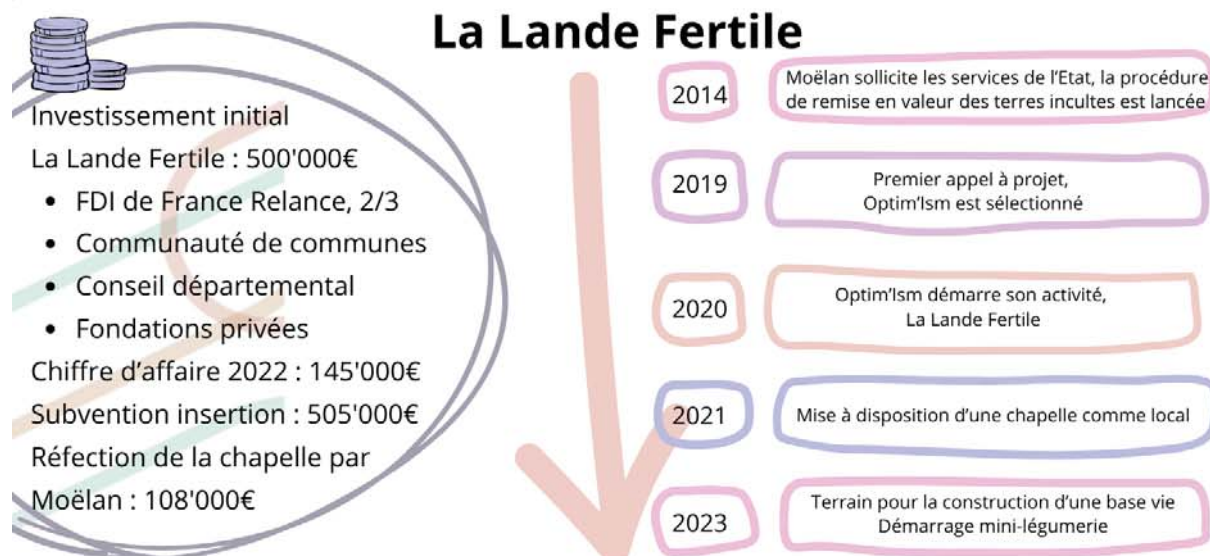 La Lande Fertile
Investissement initial
La Lande Fertile : 500'000€
• FDI de France Relance, 2/3
• Communauté de communes
• Conseil départemental
• Fondations privées
Chiffre d'affaire 2022 : 145'000€
Subvention insertion : 505'000€
Réfection de la chapelle par
Moëlan : 108'000€
2014
Moëlan sollicite les services de l'Etat, la procédure
de remise en valeur des terres incultes est lancée
2019
Premier appel à projet,
Optim'Ism est sélectionné
2020
Optim'Ism démarre son activité,
La Lande Fertile
2021
Mise à disposition d'une chapelle comme local
2023
Terrain pour la construction d'une base vie
Démarrage mini-légumerie